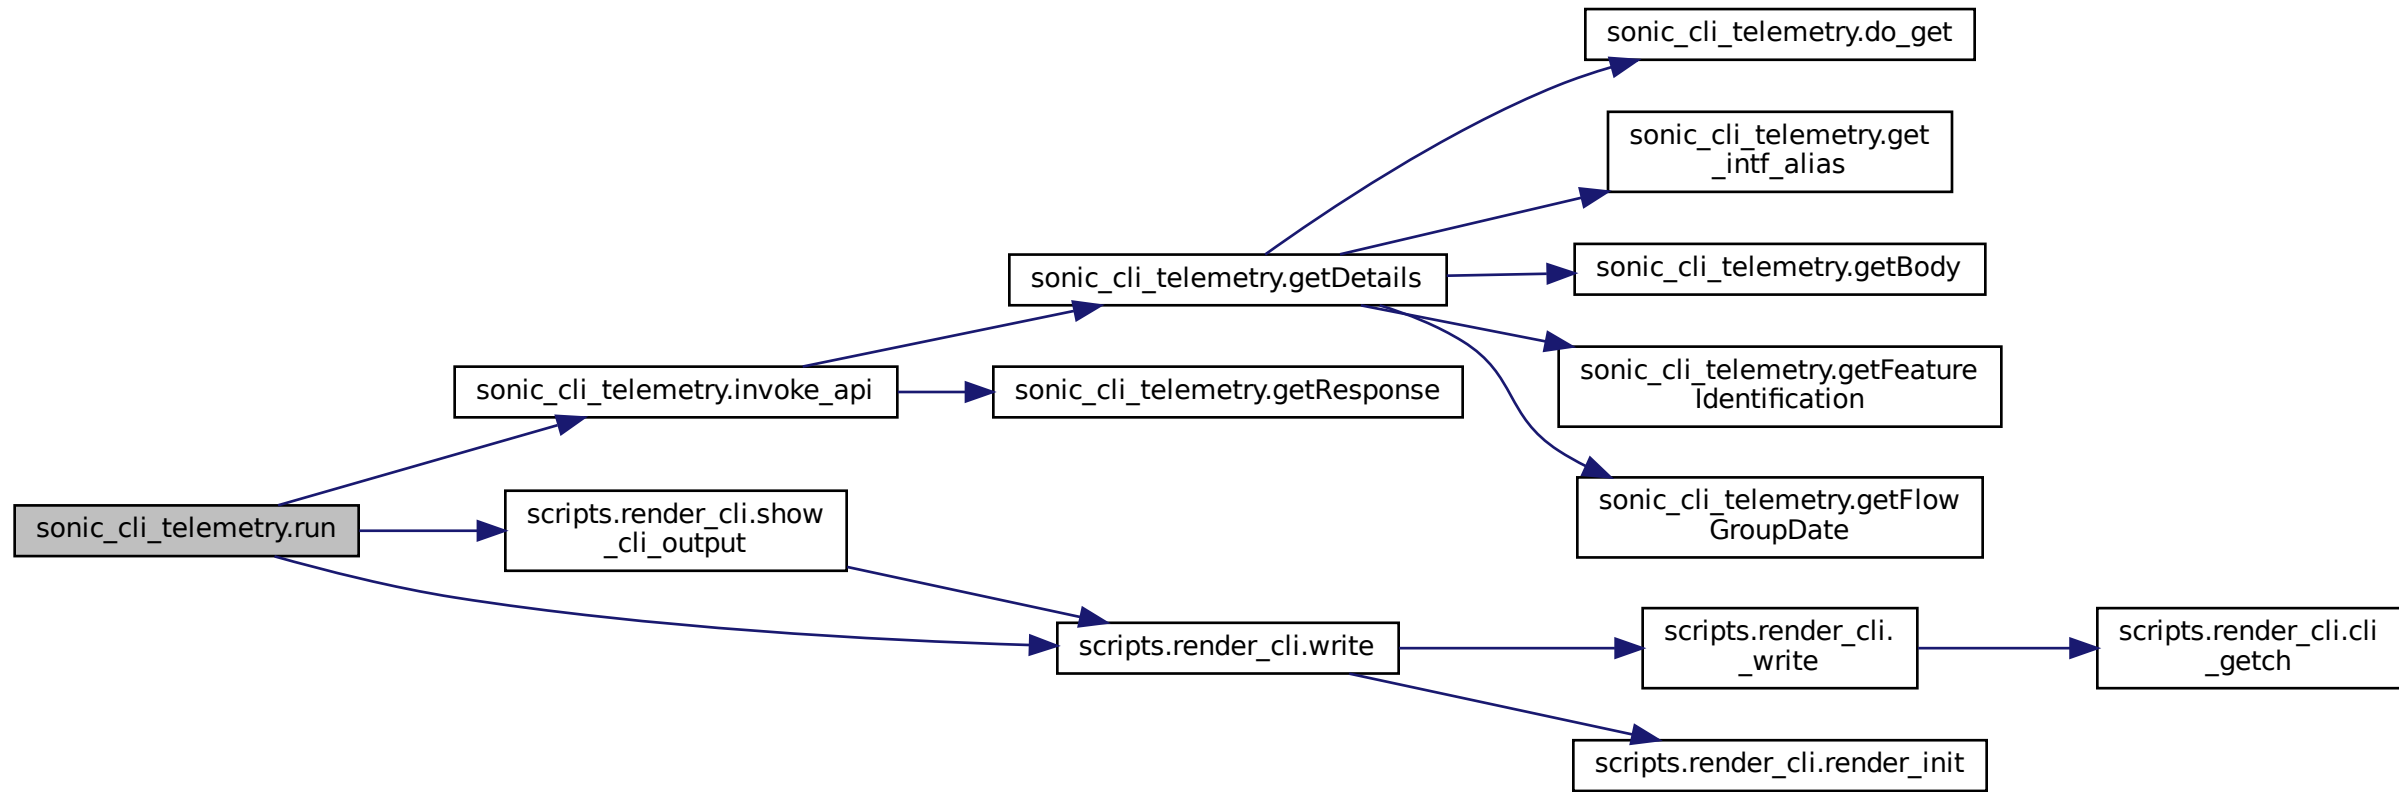 sonic_cli_telemetry.do_get
sonic_cli_telemetry.get
_intf_alias
sonic_cli_telemetry.getDetails
sonic_cli_telemetry.getBody
sonic_cli_telemetry.invoke_api
sonic_cli_telemetry.getResponse
sonic_cli_telemetry.getFeature
Identification
sonic_cli_telemetry.run
scripts.render_cli.show
_cli_output
sonic_cli_telemetry.getFlow
GroupDate
scripts.render_cli.write
scripts.render_cli.
_write
scripts.render_cli.cli
_getch
scripts.render_cli.render_init